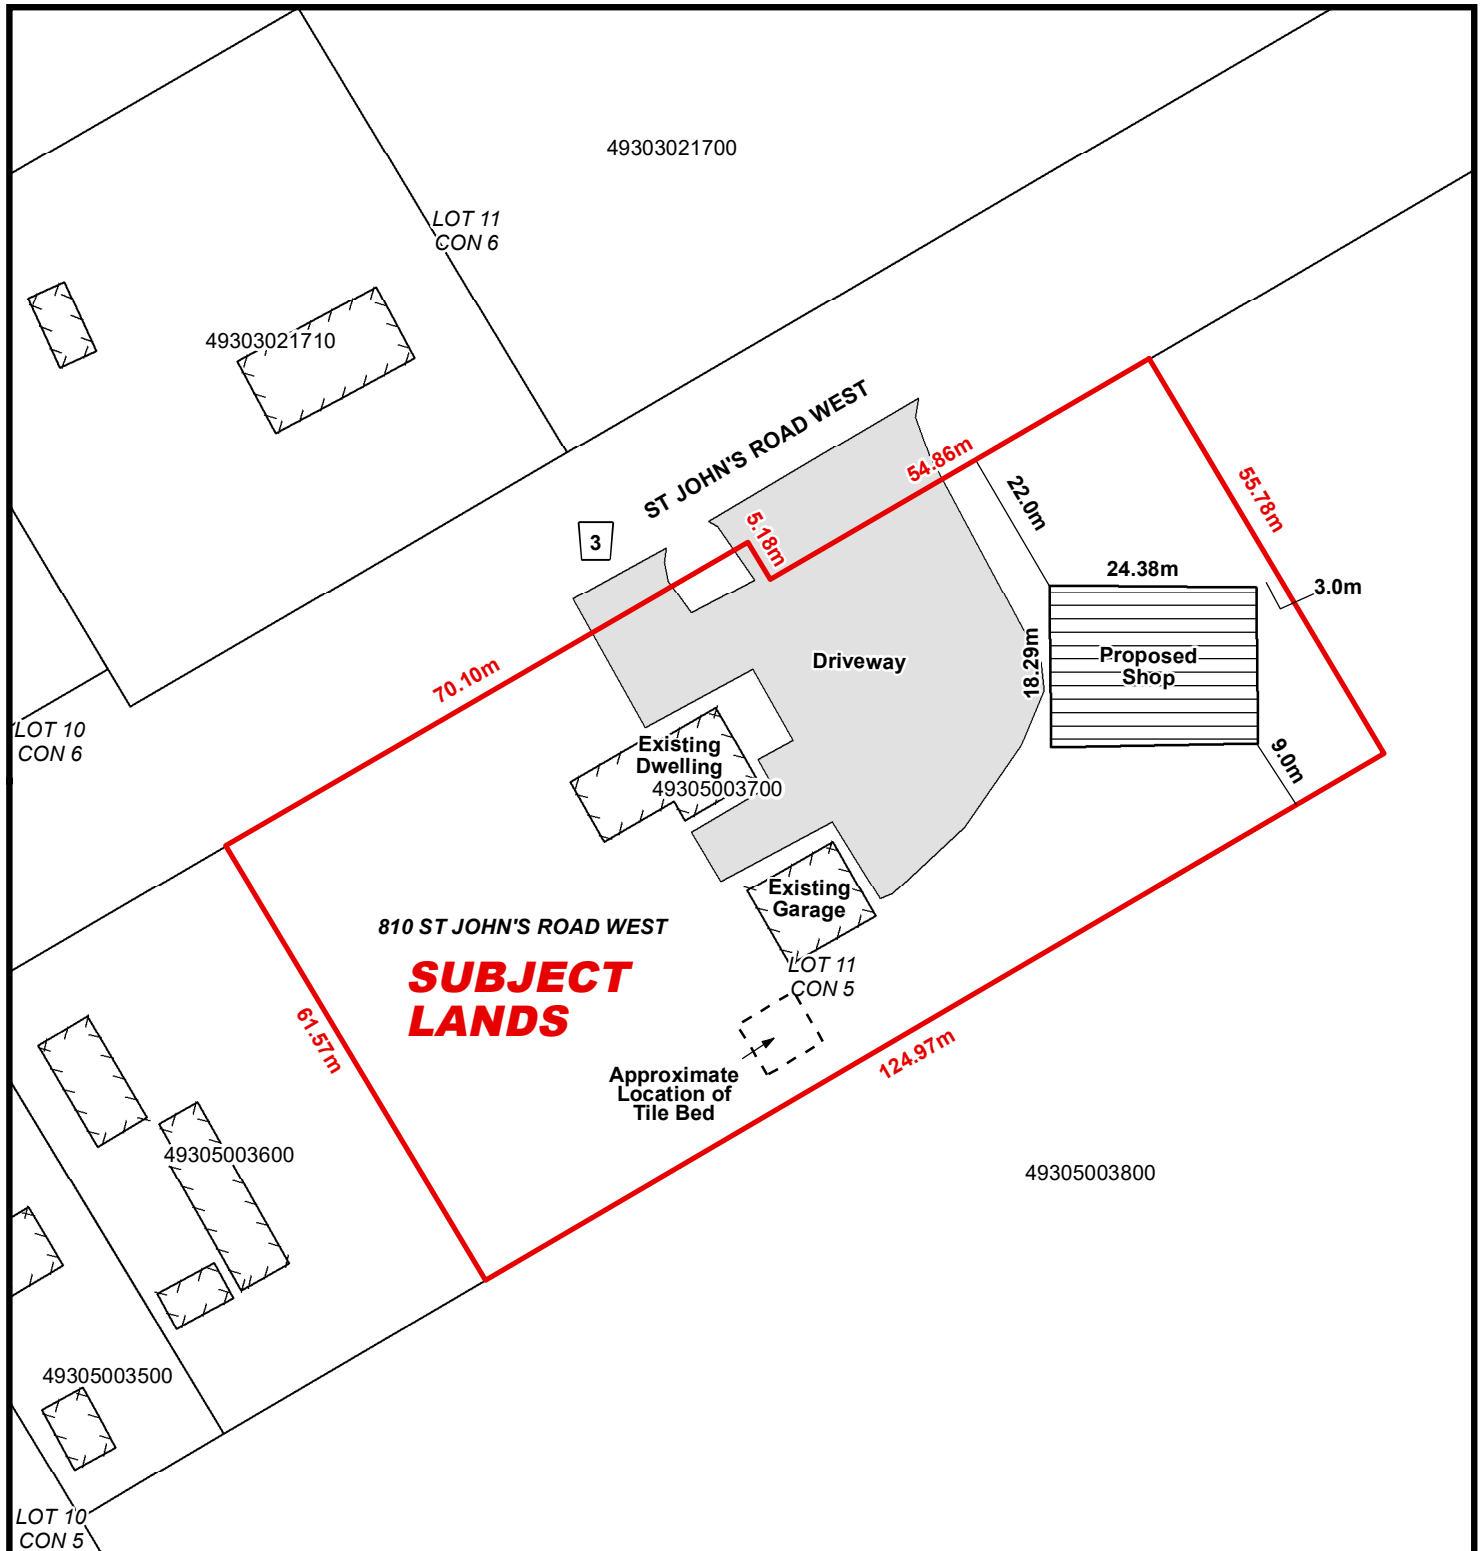 49303021700
LOT 11
CON 6
49303021710
ST JOHN'S ROAD WEST
54.86m
22.0m
55.78m
5.18m
3
24.38m
3.0m
18.29m
Proposed
Shop
Driveway
70.10m
LOT 10
CON 6
Existing
Dwelling
49305003700
9.0m
Existing
Garage
810 ST JOHN'S ROAD WEST
SUBJECT
LANDS
LOT 11
CON 5
61.57m
124.97m
Approximate
Location of
Tile Bed
49305003600
49305003800
49305003500
LOT 10
CON 5